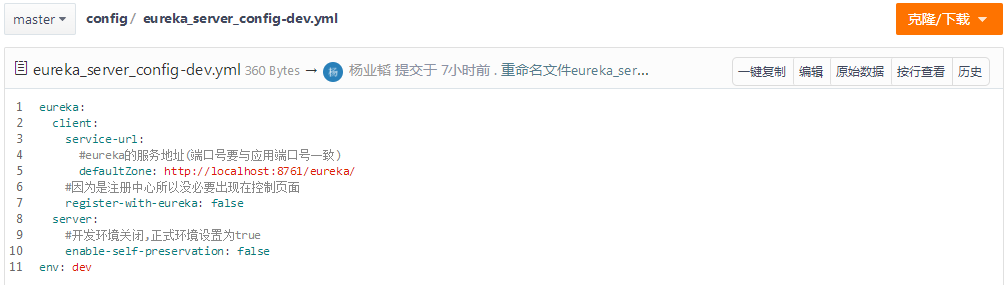 master config / eureka_server_config-dev.yml 克隆/下载
eureka_server_config-dev.yml 360 Bytes → 杨 杨业韬 提交于 7小时前 . 重命名文件eureka_ser... 一键复制 编辑 原始数据 按行查看 历史
1 eureka:
2   client:
3     service-url:
4       #eureka的服务地址(端口号要与应用端口号一致)
5       defaultZone: http://localhost:8761/eureka/
6     #因为是注册中心所以没必要出现在控制页面
7     register-with-eureka: false
8   server:
9     #开发环境关闭,正式环境设置为true
10     enable-self-preservation: false
11 env: dev